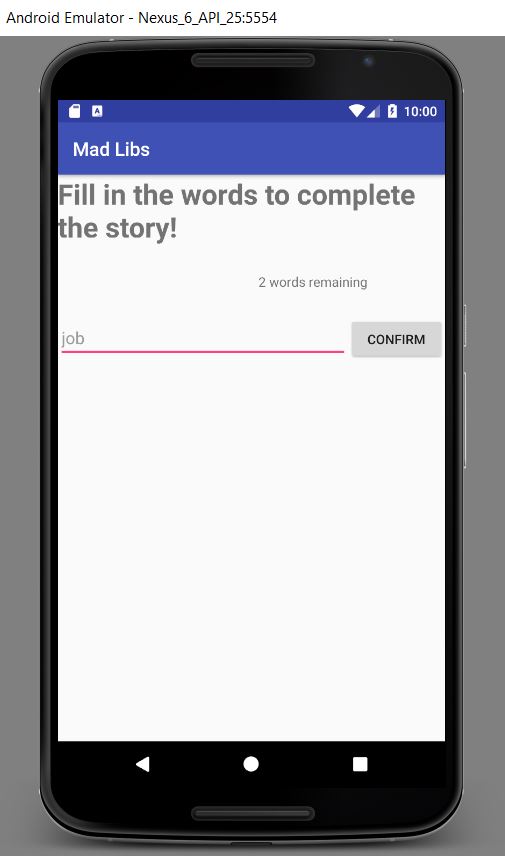 Android Emulator - Nexus_6_API_25:5554
10:00
Mad Libs
Fill in the words to complete
the story!
2 words remaining
job
CONFIRM